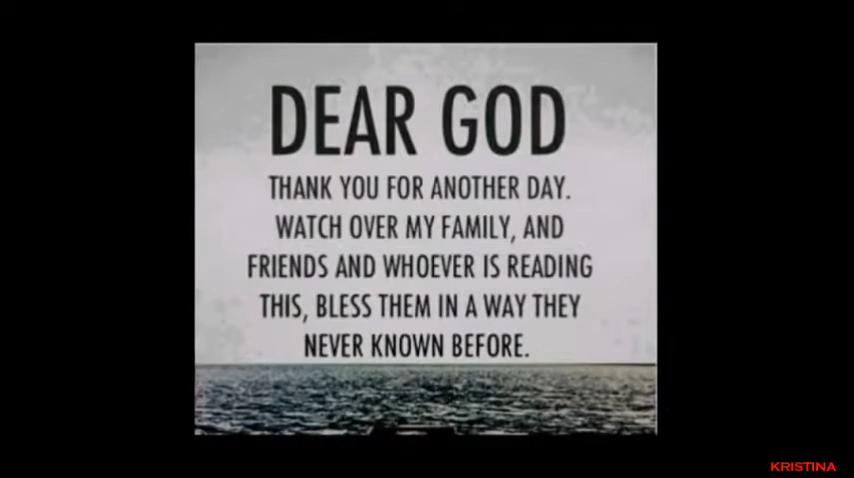 DEAR GOD
THANK YOU FOR ANOTHER DAY.
WATCH OVER MY FAMILY, AND
FRIENDS AND WHOEVER IS READING
THIS, BLESS THEM IN A WAY THEY
NEVER KNOWN BEFORE.
KRISTINA